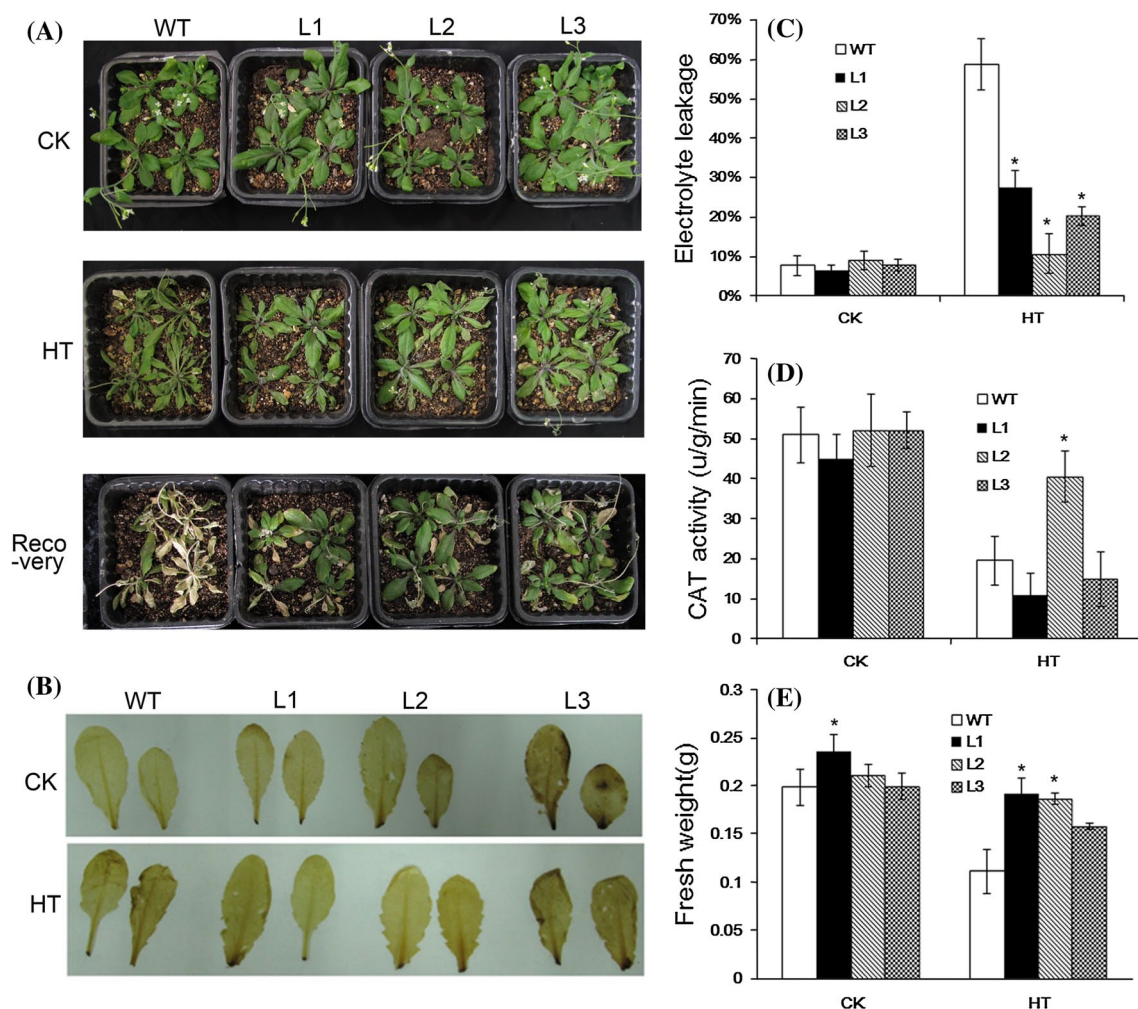 (A)
WT L1 L2 L3
CK
HT
Reco
-very
(B)
WT L1 L2 L3
CK
HT
(C)
Electrolyte leakage
70%
60%
50%
40%
30%
20%
10%
0%
WT
L1
L2
L3
*
*
*
CK HT
(D)
CAT activity (u/g/min)
70
60
50
40
30
20
10
0
WT
L1
L2
L3
*
CK HT
(E)
Fresh weight(g)
0.3
0.25
0.2
0.15
0.1
0.05
0
WT
L1
L2
L3
*
* *
CK HT